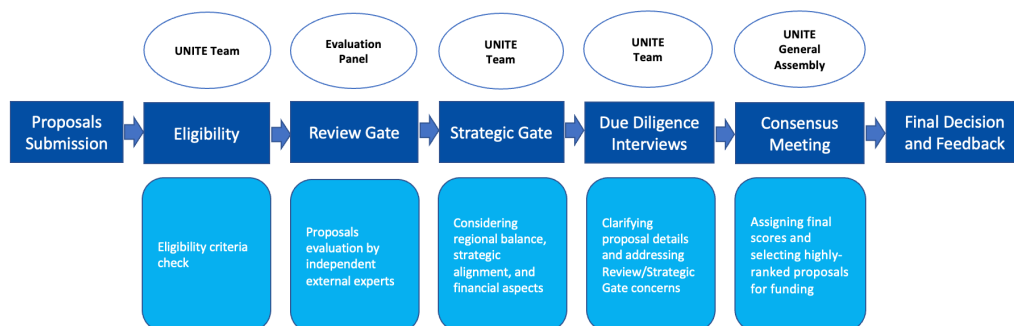 UNITE Team
Evaluation
Panel
UNITE
Team
UNITE
Team
UNITE
General
Assembly
Proposals
Submission
Eligibility
Review Gate
Strategic Gate
Due Diligence
Interviews
Consensus
Meeting
Final Decision
and Feedback
Eligibility criteria
check
Proposals
evaluation by
independent
external experts
Considering
regional balance,
strategic
alignment, and
financial aspects
Clarifying
proposal details
and addressing
Review/Strategic
Gate concerns
Assigning final
scores and
selecting highly-
ranked proposals
for funding